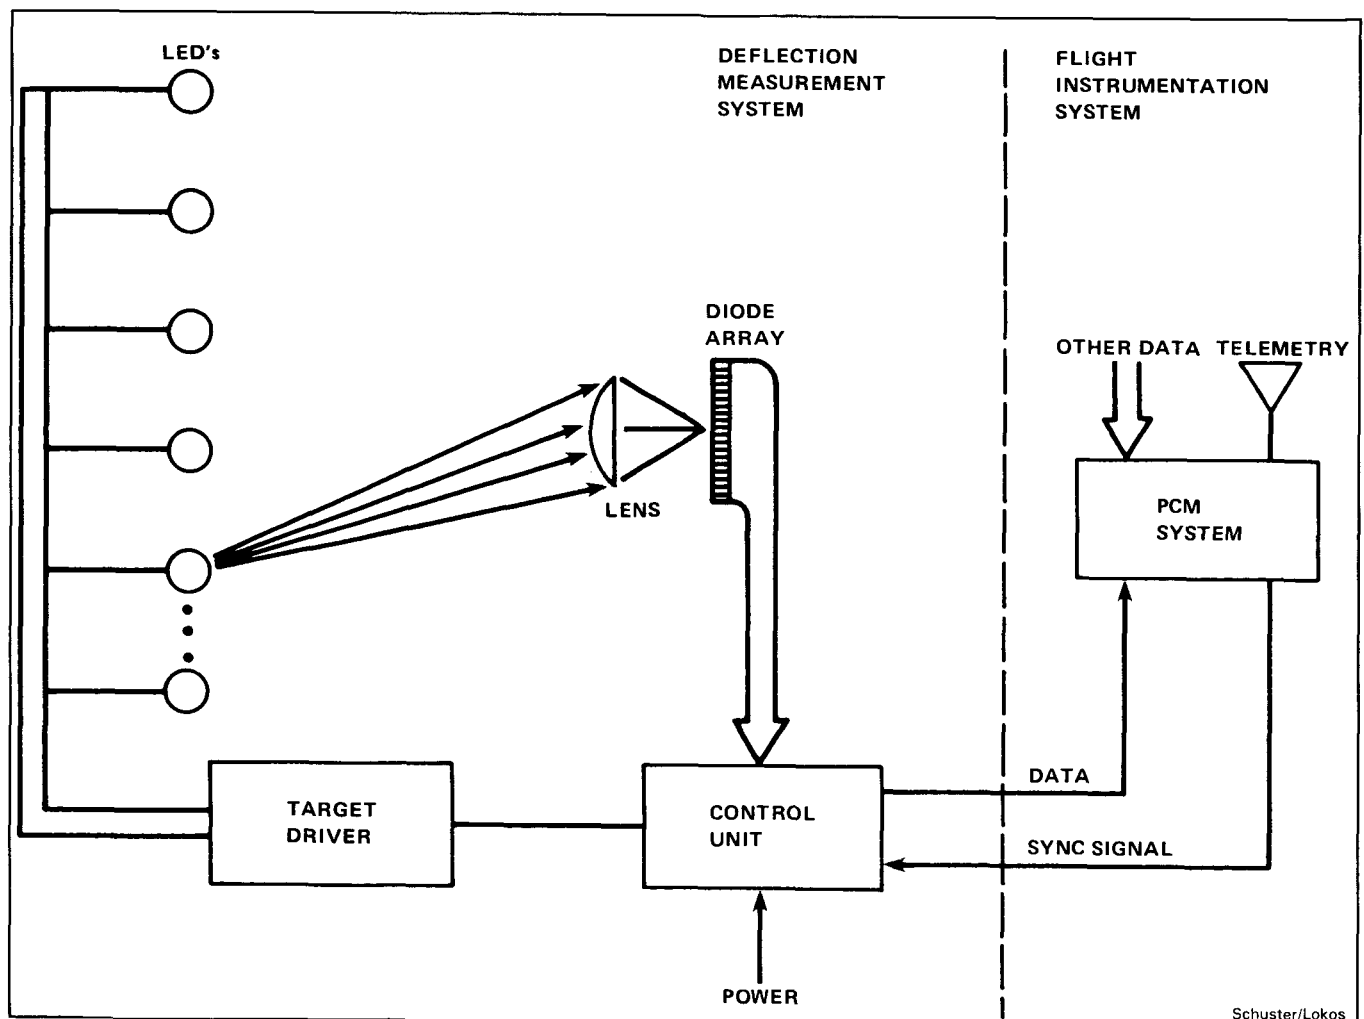 LED's
DEFLECTION
MEASUREMENT
SYSTEM
FLIGHT
INSTRUMENTATION
SYSTEM
DIODE
ARRAY
OTHER DATA
TELEMETRY
LENS
PCM
SYSTEM
TARGET
DRIVER
CONTROL
UNIT
DATA
SYNC SIGNAL
POWER
Schuster/Lokos